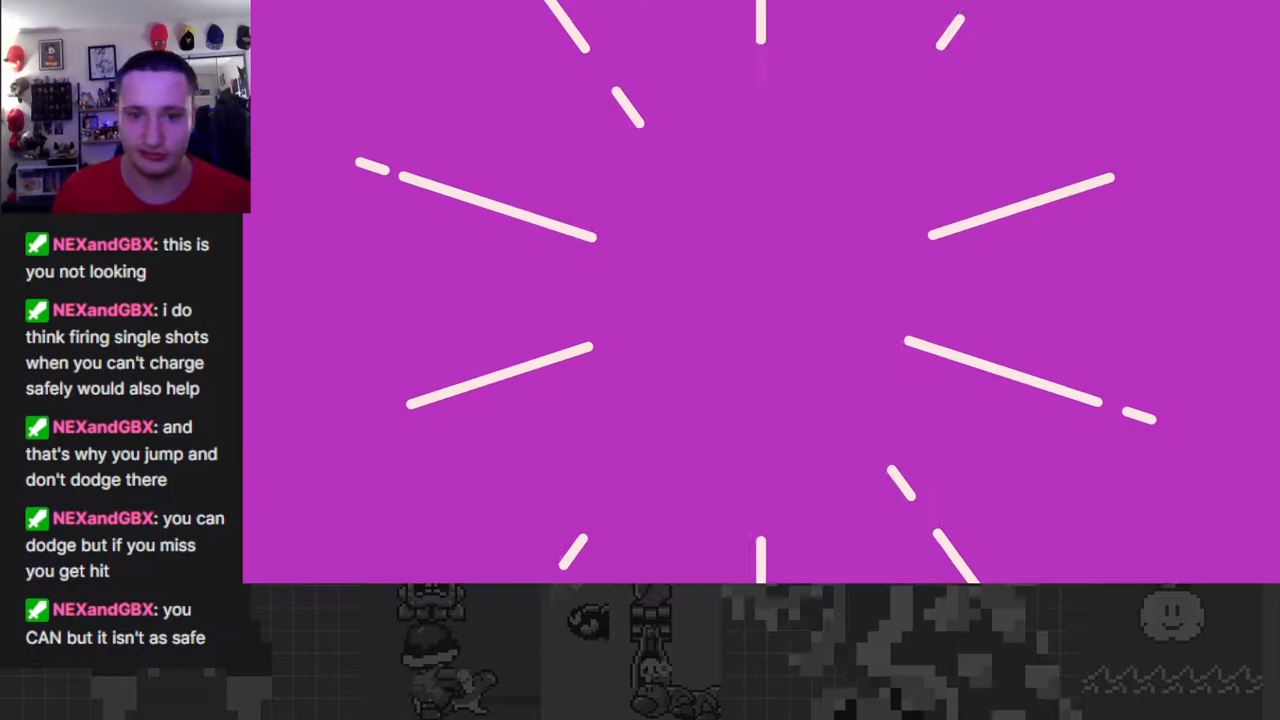 NEXandGBX: this is
you not looking
NEXandGBX: i do
think firing single shots
when you can't charge
safely would also help
NEXandGBX: and
that's why you jump and
don't dodge there
NEXandGBX: you can
dodge but if you miss
you get hit
NEXandGBX: you
CAN but it isn't as safe